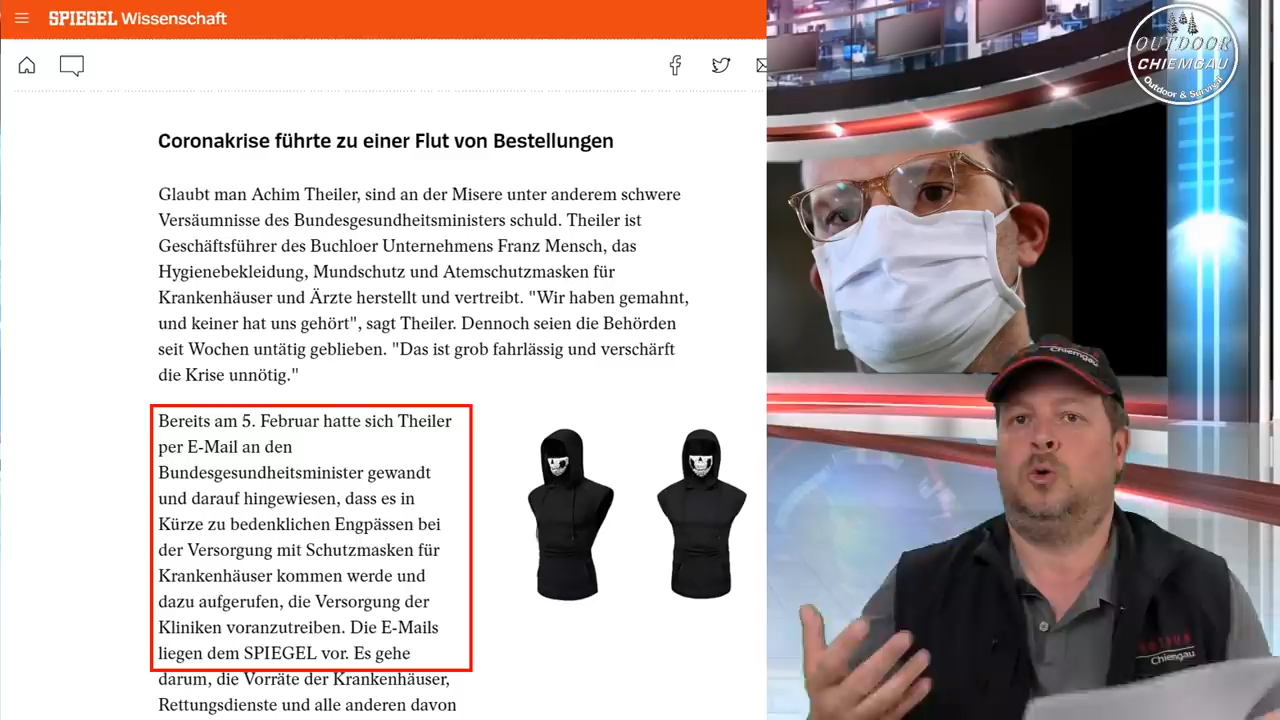 SPIEGEL Wissenschaft
Coronakrise führte zu einer Flut von Bestellungen
Glaubt man Achim Theiler, sind an der Misere unter anderem schwere
Versäumnisse des Bundesgesundheitsministers schuld. Theiler ist
Geschäftsführer des Buchloer Unternehmens Franz Mensch, das
Hygienebekleidung, Mundschutz und Atemschutzmasken für
Krankenhäuser und Ärzte herstellt und vertreibt. "Wir haben gemahnt,
und keiner hat uns gehört", sagt Theiler. Dennoch seien die Behörden
seit Wochen untätig geblieben. "Das ist grob fahrlässig und verschärft
die Krise unnötig."
Bereits am 5. Februar hatte sich Theiler
per E-Mail an den
Bundesgesundheitsminister gewandt
und darauf hingewiesen, dass es in
Kürze zu bedenklichen Engpässen bei
der Versorgung mit Schutzmasken für
Krankenhäuser kommen werde und
dazu aufgerufen, die Versorgung der
Kliniken voranzutreiben. Die E-Mails
liegen dem SPIEGEL vor. Es gehe
darum, die Vorräte der Krankenhäuser,
Rettungsdienste und alle anderen davon
OUTDOOR
CHIEMGAU
Outdoor & Survival
Chiemgau
OUTDOOR
Chiemgau